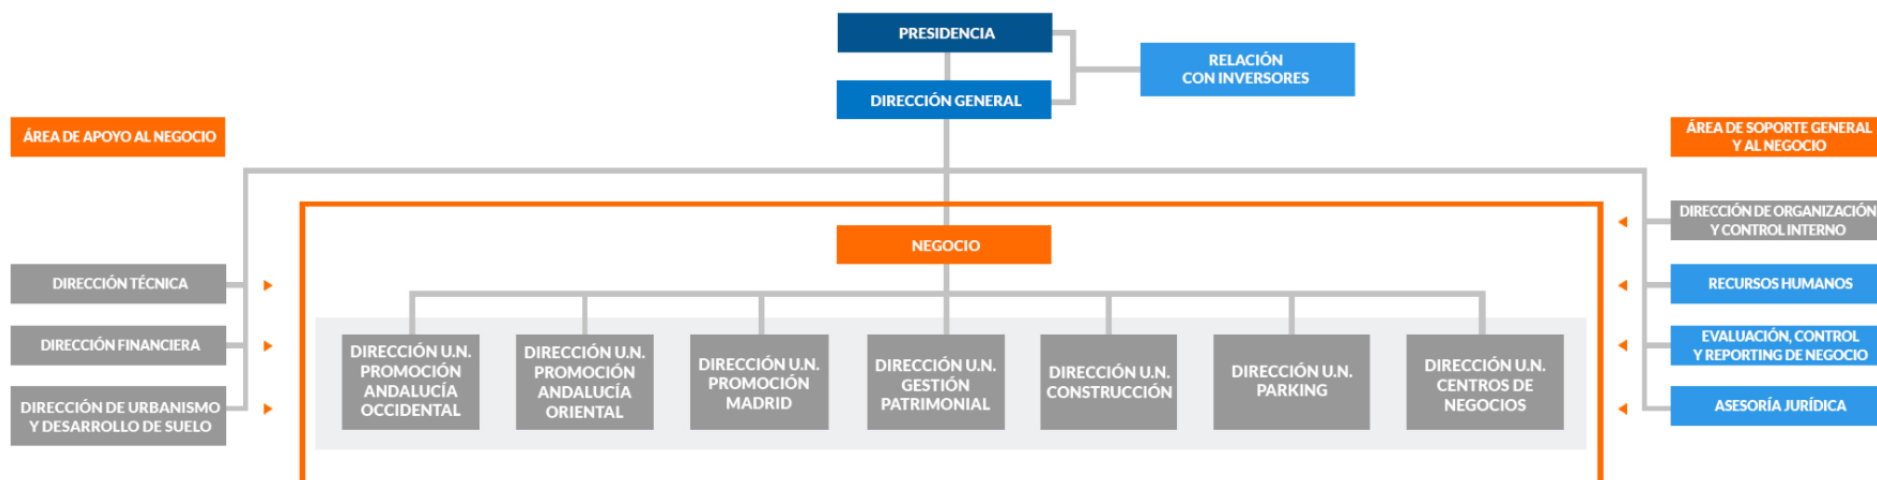 PRESIDENCIA
RELACIÓN
CON INVERSORES
DIRECCIÓN GENERAL
ÁREA DE APOYO AL NEGOCIO
ÁREA DE SOPORTE GENERAL
Y AL NEGOCIO
DIRECCIÓN DE ORGANIZACIÓN
Y CONTROL INTERNO
NEGOCIO
DIRECCIÓN TÉCNICA
RECURSOS HUMANOS
DIRECCIÓN FINANCIERA
EVALUACIÓN, CONTROL
Y REPORTING DE NEGOCIO
DIRECCIÓN DE URBANISMO
Y DESARROLLO DE SUELO
DIRECCIÓN U.N.
PROMOCIÓN
ANDALUCÍA
OCCIDENTAL
DIRECCIÓN U.N.
PROMOCIÓN
ANDALUCÍA
ORIENTAL
DIRECCIÓN U.N.
PROMOCIÓN
MADRID
DIRECCIÓN U.N.
GESTIÓN
PATRIMONIAL
DIRECCIÓN U.N.
CONSTRUCCIÓN
DIRECCIÓN U.N.
PARKING
DIRECCIÓN U.N.
CENTROS DE
NEGOCIOS
ASESORÍA JURÍDICA